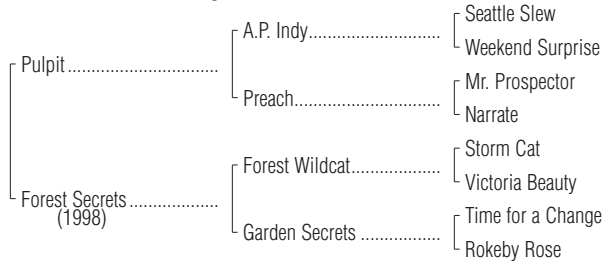 Seattle Slew
A.P. Indy
Weekend Surprise
Pulpit
Mr. Prospector
Preach
Narrate
Storm Cat
Forest Wildcat
Victoria Beauty
Forest Secrets
(1998)
Time for a Change
Garden Secrets
Rokeby Rose